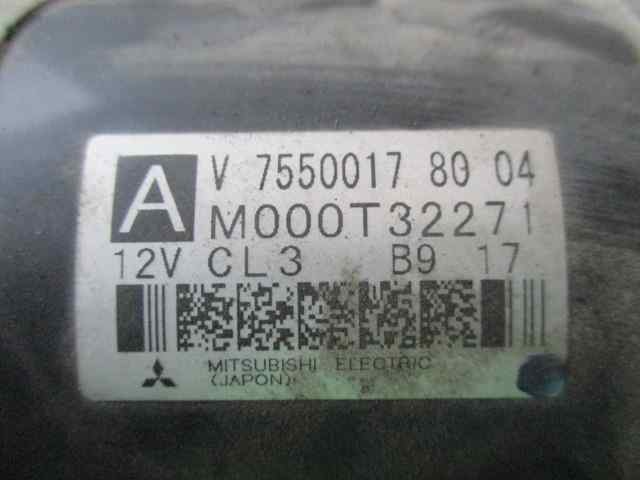 A
V 7550017 80 04
M000T32271
12V CL3 B9 17
MITSUBISHI ELECTRIC
(JAPON)